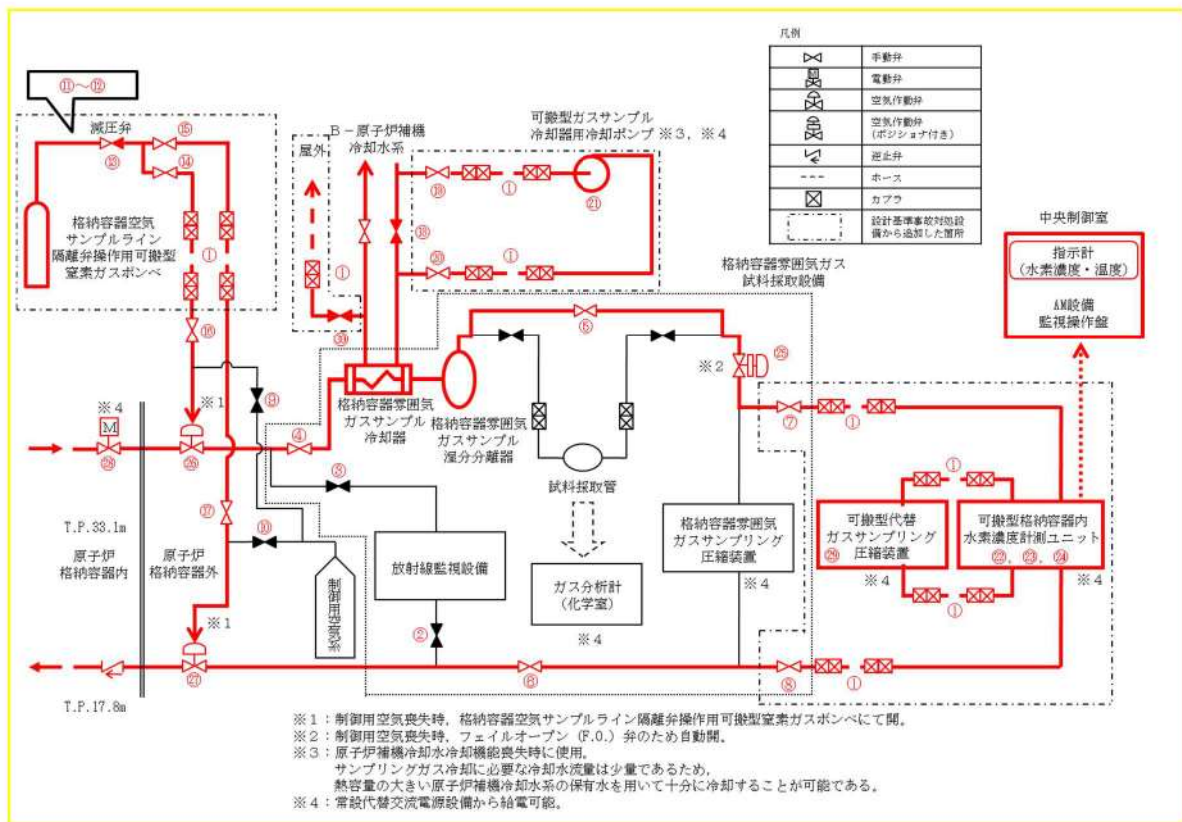 凡例
手動弁
電動弁
空気作動弁
空気作動弁
(ポジショナ付き)
逆止弁
ホース
カプラ
設計基準事故対処設
備から追加した箇所
M
⑪~⑫
減圧弁
⑬
⑮
⑭
格納容器空気
サンプルライン
隔離弁操作用可搬型
窒素ガスボンベ
①
⑯
屋外
①
B-原子炉補機
冷却水系
可搬型ガスサンプル
冷却器用冷却ポンプ ※3, ※4
⑲
①
㉑
⑱
⑳
①
㉚
格納容器雰囲気ガス
試料採取設備
中央制御室
指示計
(水素濃度・温度)
AM設備
監視操作盤
※2
㉕
⑦
①
⑨
※1
※4
M
㉘
㉖
④
格納容器雰囲気
ガスサンプル
冷却器
格納容器雰囲気
ガスサンプル
湿分分離器
試料採取管
③
T.P.33.1m
⑰
⑩
原子炉
格納容器内
原子炉
格納容器外
放射線監視設備
ガス分析計
(化学室)
※4
格納容器雰囲気
ガスサンプリング
圧縮装置
※4
①
可搬型代替
ガスサンプリング
圧縮装置
㉙
※4
可搬型格納容器内
水素濃度計測ユニット
㉒, ㉓, ㉔
※4
①
制御用空気系
②
※1
㉗
⑥
⑧
①
T.P.17.8m
※1:制御用空気喪失時,格納容器空気サンプルライン隔離弁操作用可搬型窒素ガスボンベにて開。
※2:制御用空気喪失時,フェイルオープン (F.O.) 弁のため自動開。
※3:原子炉補機冷却水冷却機能喪失時に使用。
サンプリングガス冷却に必要な冷却水流量は少量であるため,
熱容量の大きい原子炉補機冷却水系の保有水を用いて十分に冷却することが可能である。
※4:常設代替交流電源設備から給電可能。